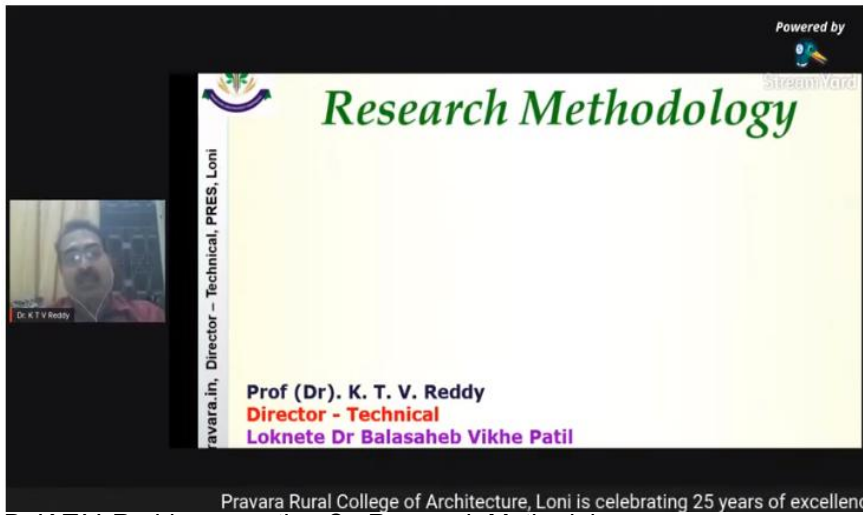 Powered by
StreamYard
Research Methodology
ravara.in, Director – Technical, PRES, Loni
Dr. K T V Reddy
Prof (Dr). K. T. V. Reddy
Director - Technical
Loknete Dr Balasaheb Vikhe Patil
Pravara Rural College of Architecture, Loni is celebrating 25 years of excellenc